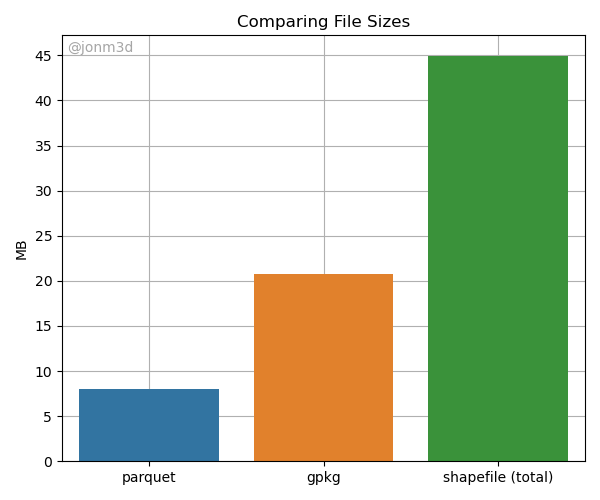 Comparing File Sizes
@jonm3d
45
40
35
30
25
20
15
10
5
0
MB
parquet
gpkg
shapefile (total)